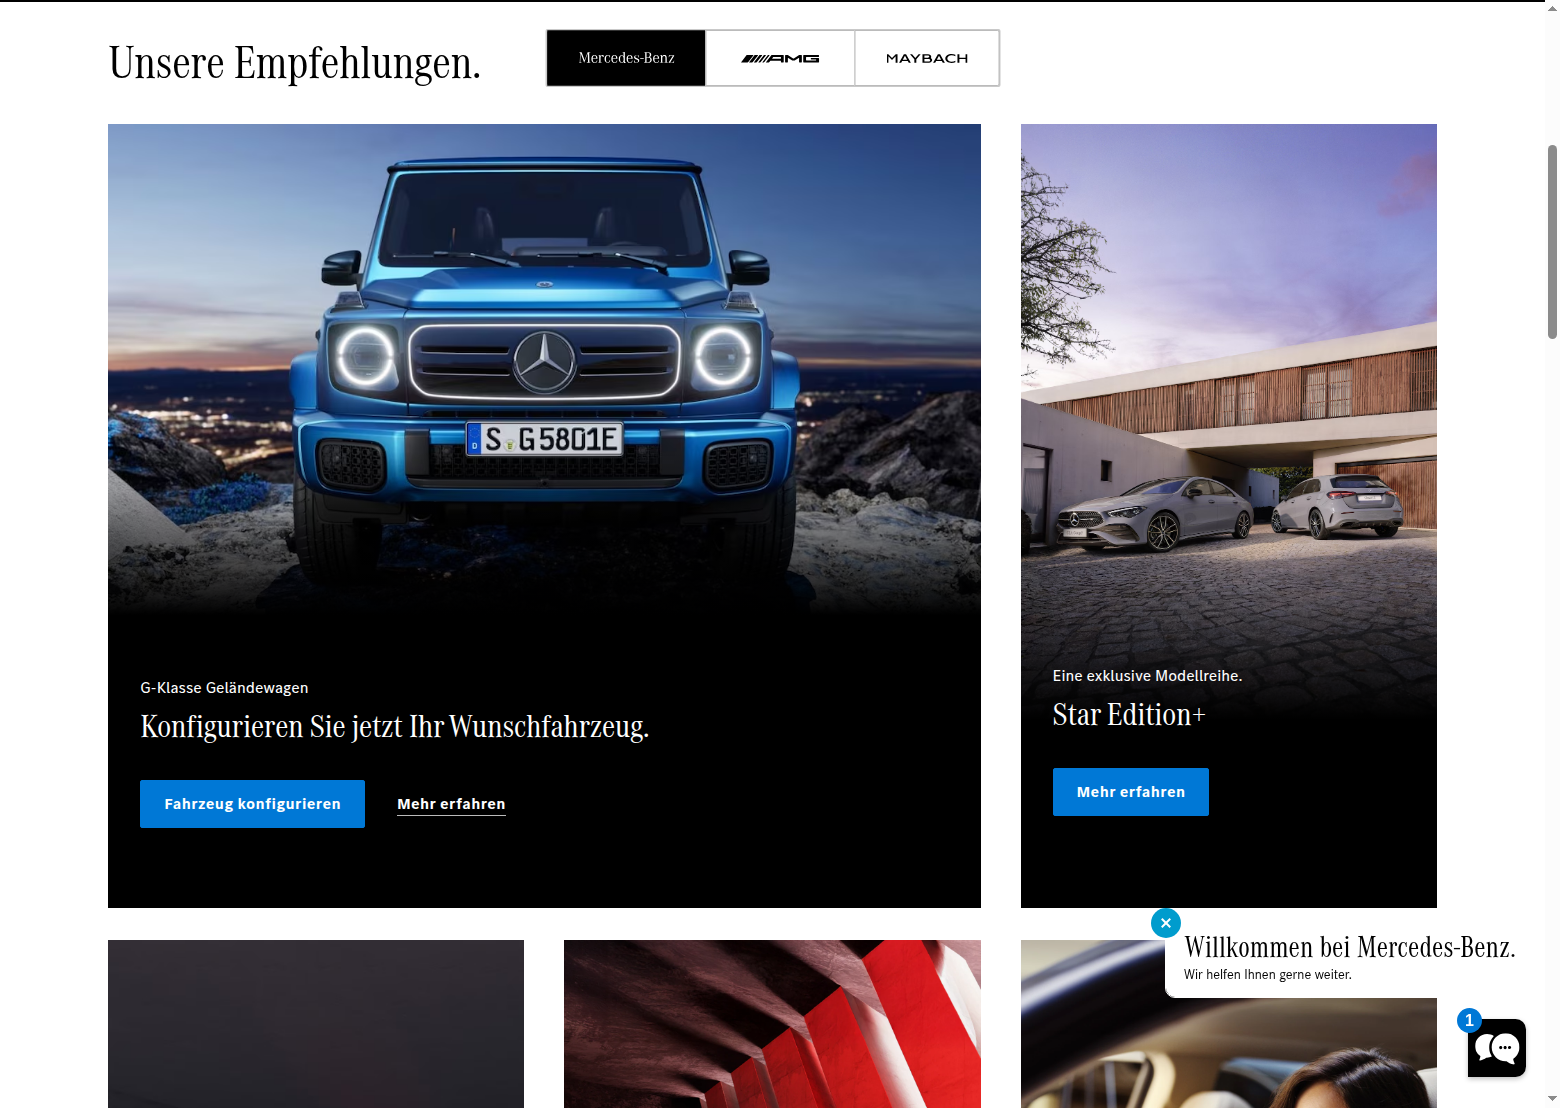 Unsere Empfehlungen.
Mercedes-Benz
AMG
MAYBACH
S G 5801E
D
G-Klasse Geländewagen
Konfigurieren Sie jetzt Ihr Wunschfahrzeug.
Fahrzeug konfigurieren
Mehr erfahren
Eine exklusive Modellreihe.
Star Edition+
Mehr erfahren
Willkommen bei Mercedes-Benz.
Wir helfen Ihnen gerne weiter.
1